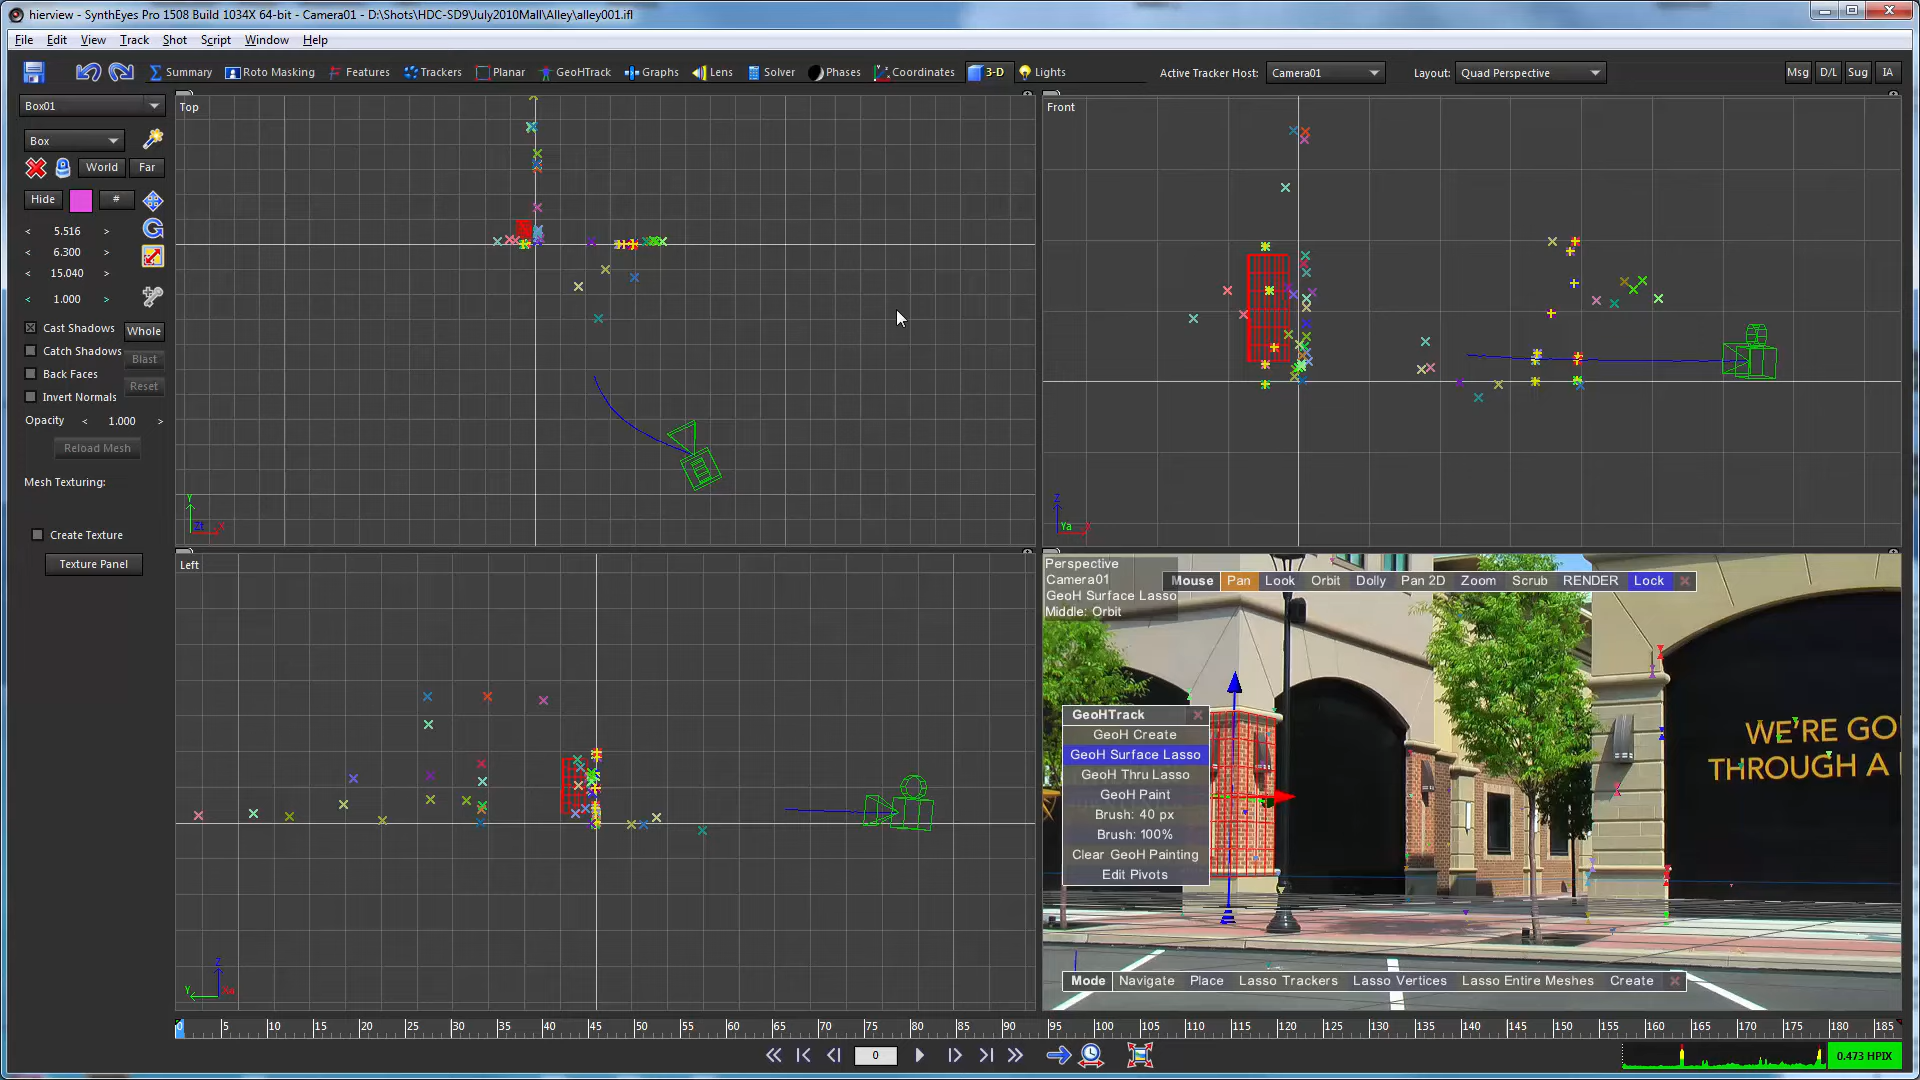 hierview - SynthEyes Pro 1508 Build 1034X 64-bit - Camera01 - D:\Shots\HDC-SD9\July2010Mall\Alley\alley001.ifl
File Edit View Track Shot Script Window Help
Summary Roto Masking Features Trackers Planar GeoHTrack Graphs Lens Solver Phases Coordinates 3-D Lights Active Tracker Host: Camera01 Layout: Quad Perspective Msg D/L Sug IA
Box01
Box
World Far
Hide #
< 5.516 >
< 6.300 >
< 15.040 >
< 1.000 >
Cast Shadows Whole
Catch Shadows Blast
Back Faces
Reset
Invert Normals
Opacity < 1.000 >
Reload Mesh
Mesh Texturing:
Create Texture
Texture Panel
Top
Y
X
Front
Z
Ya
Left
Z
Y
Perspective
Camera01
GeoH Surface Lasso
Middle: Orbit
Mouse Pan Look Orbit Dolly Pan 2D Zoom Scrub RENDER Lock
GeoHTrack
GeoH Create
GeoH Surface Lasso
GeoH Thru Lasso
GeoH Paint
Brush: 40 px
Brush: 100%
Clear GeoH Painting
Edit Pivots
WE'RE GO
THROUGH A
Mode Navigate Place Lasso Trackers Lasso Vertices Lasso Entire Meshes Create
0 5 10 15 20 25 30 35 40 45 50 55 60 65 70 75 80 85 90 95 100 105 110 115 120 125 130 135 140 145 150 155 160 165 170 175 180 185
0
0.473 HPIX